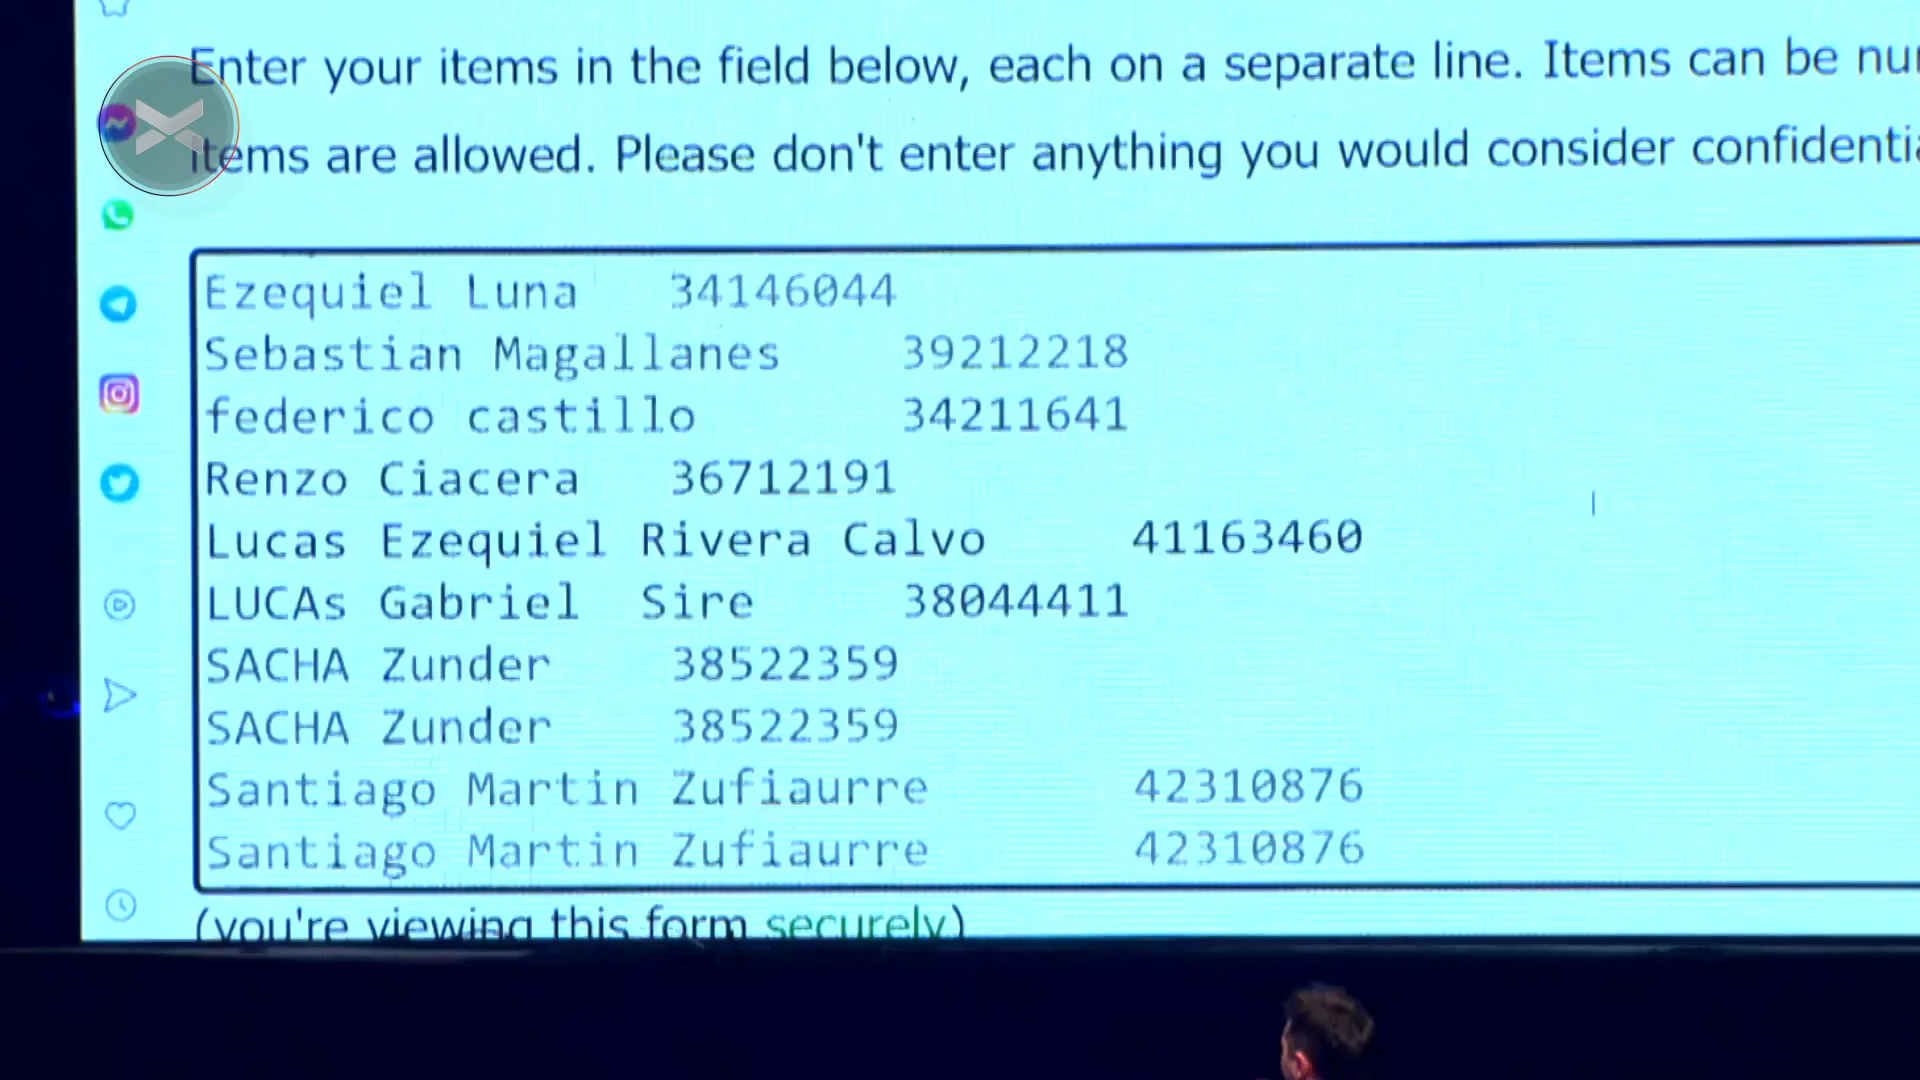 Enter your items in the field below, each on a separate line. Items can be
items are allowed. Please don't enter anything you would consider
Ezequiel Luna 34146044
Sebastian Magallanes 39212218
federico castillo 34211641
Renzo Ciacera 36712191
Lucas Ezequiel Rivera Calvo 41163460
LUCAs Gabriel Sire 38044411
SACHA Zunder 38522359
SACHA Zunder 38522359
Santiago Martin Zufiaurre 42310876
Santiago Martin Zufiaurre 42310876
(you're viewing this form securely)